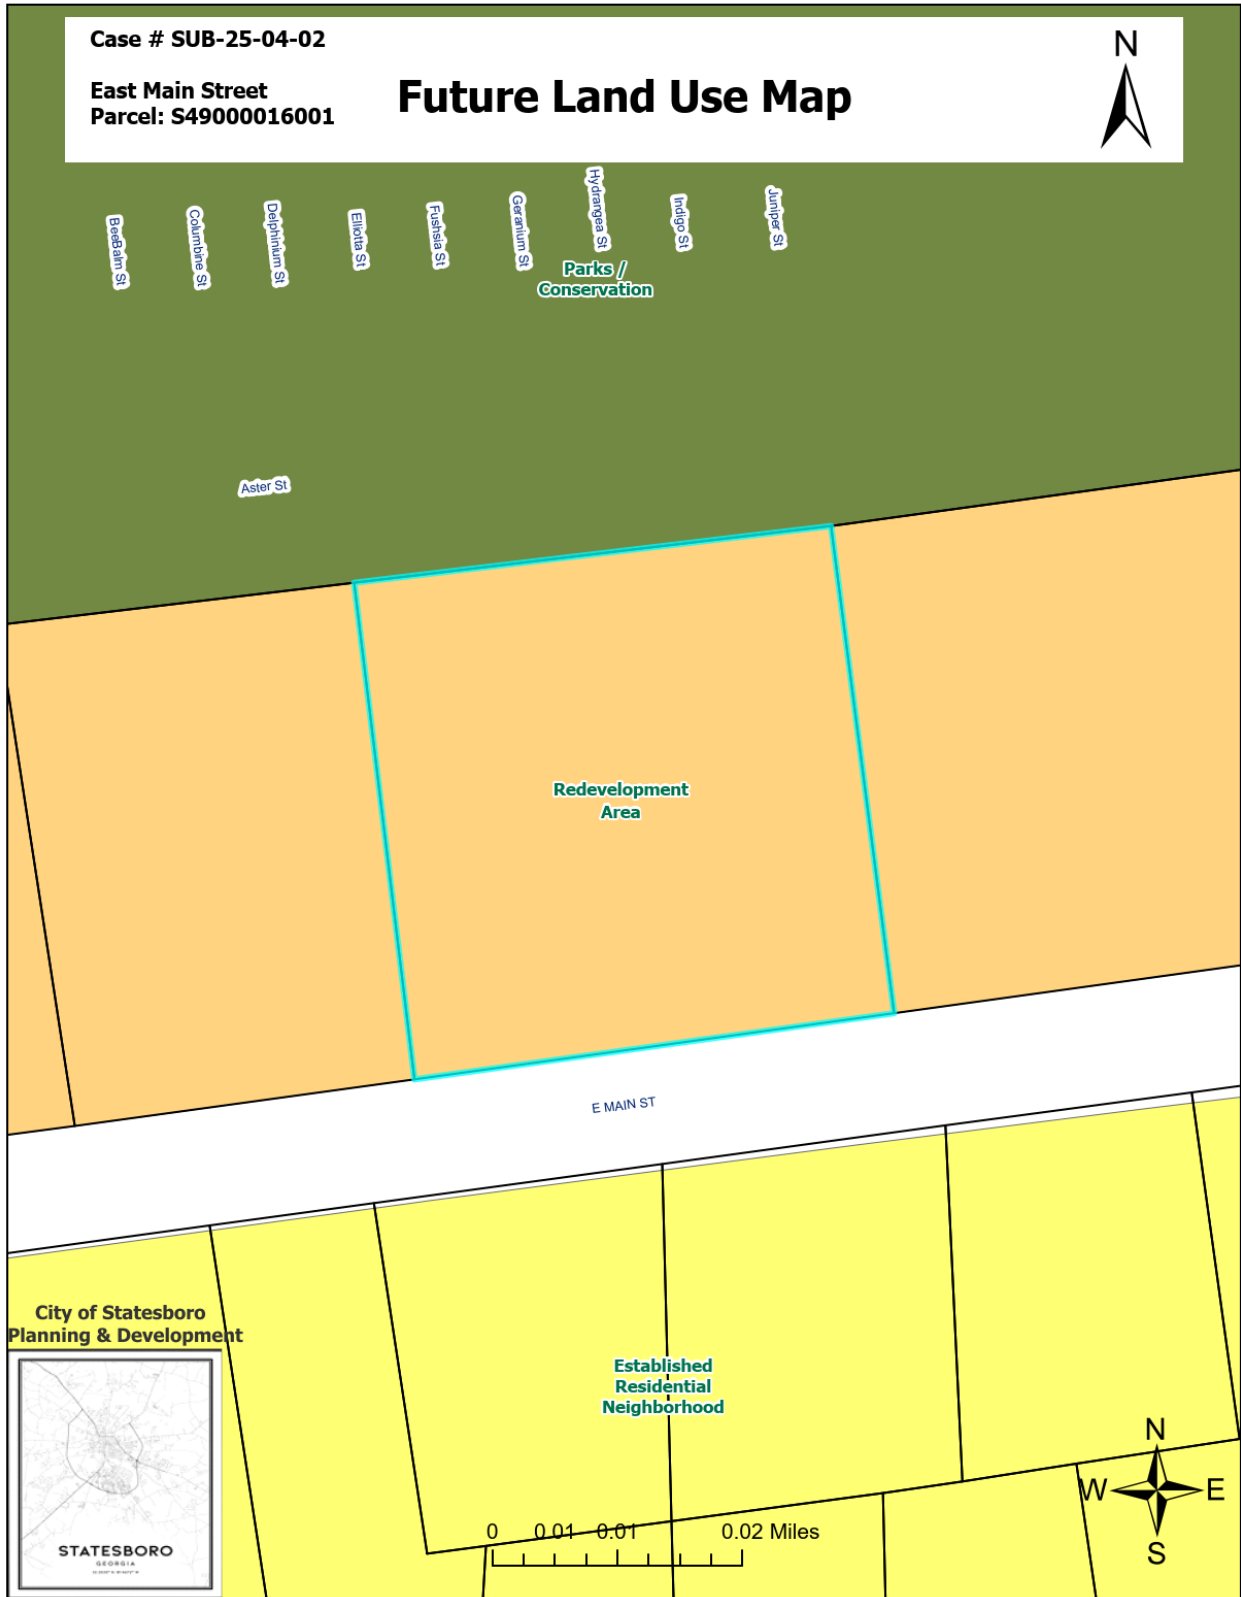 Case # SUB-25-04-02
East Main Street
Parcel: S49000016001
Future Land Use Map
N
BeeBalm St
Columbine St
Delphinium St
Elliotta St
Fushsia St
Geranium St
Hydrangea St
Indigo St
Juniper St
Parks /
Conservation
Aster St
Redevelopment
Area
E MAIN ST
City of Statesboro
Planning & Development
Established
Residential
Neighborhood
STATESBORO
GEORGIA
N
W
E
S
0 0.01 0.01 0.02 Miles